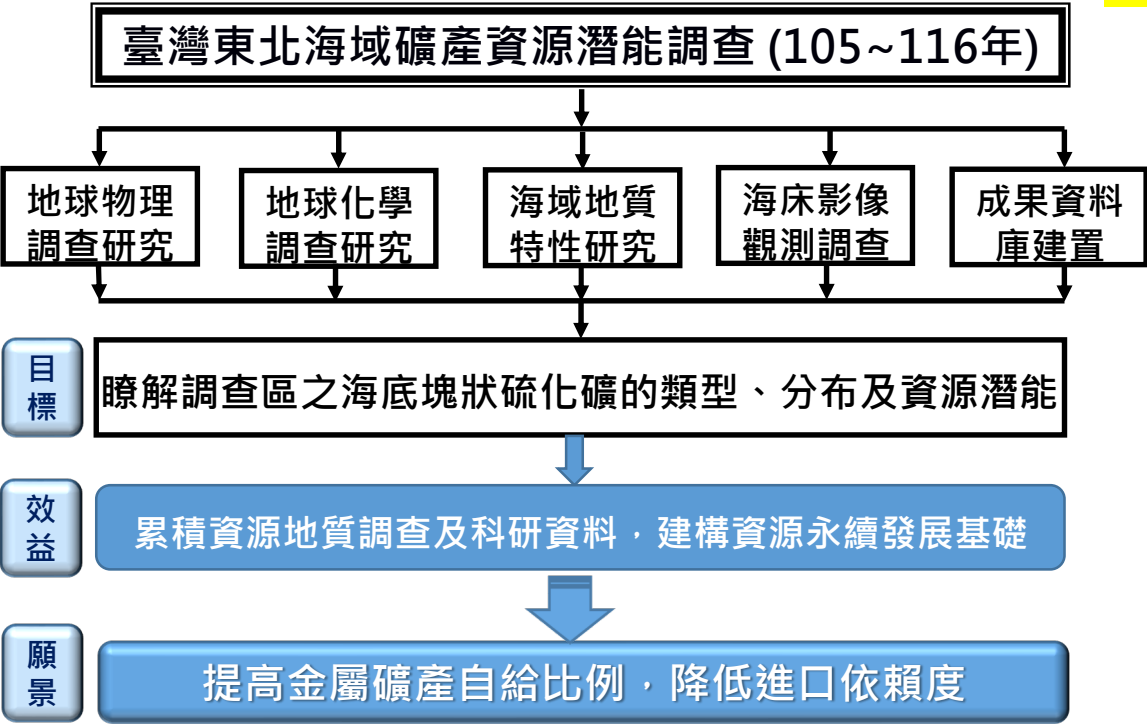 臺灣東北海域礦產資源潛能調查 (105~116年)
地球物理
調查研究
地球化學
調查研究
海域地質
特性研究
海床影像
觀測調查
成果資料
庫建置
目
標
瞭解調查區之海底塊狀硫化礦的類型、分布及資源潛能
效
益
累積資源地質調查及科研資料，建構資源永續發展基礎
願
景
提高金屬礦產自給比例，降低進口依賴度